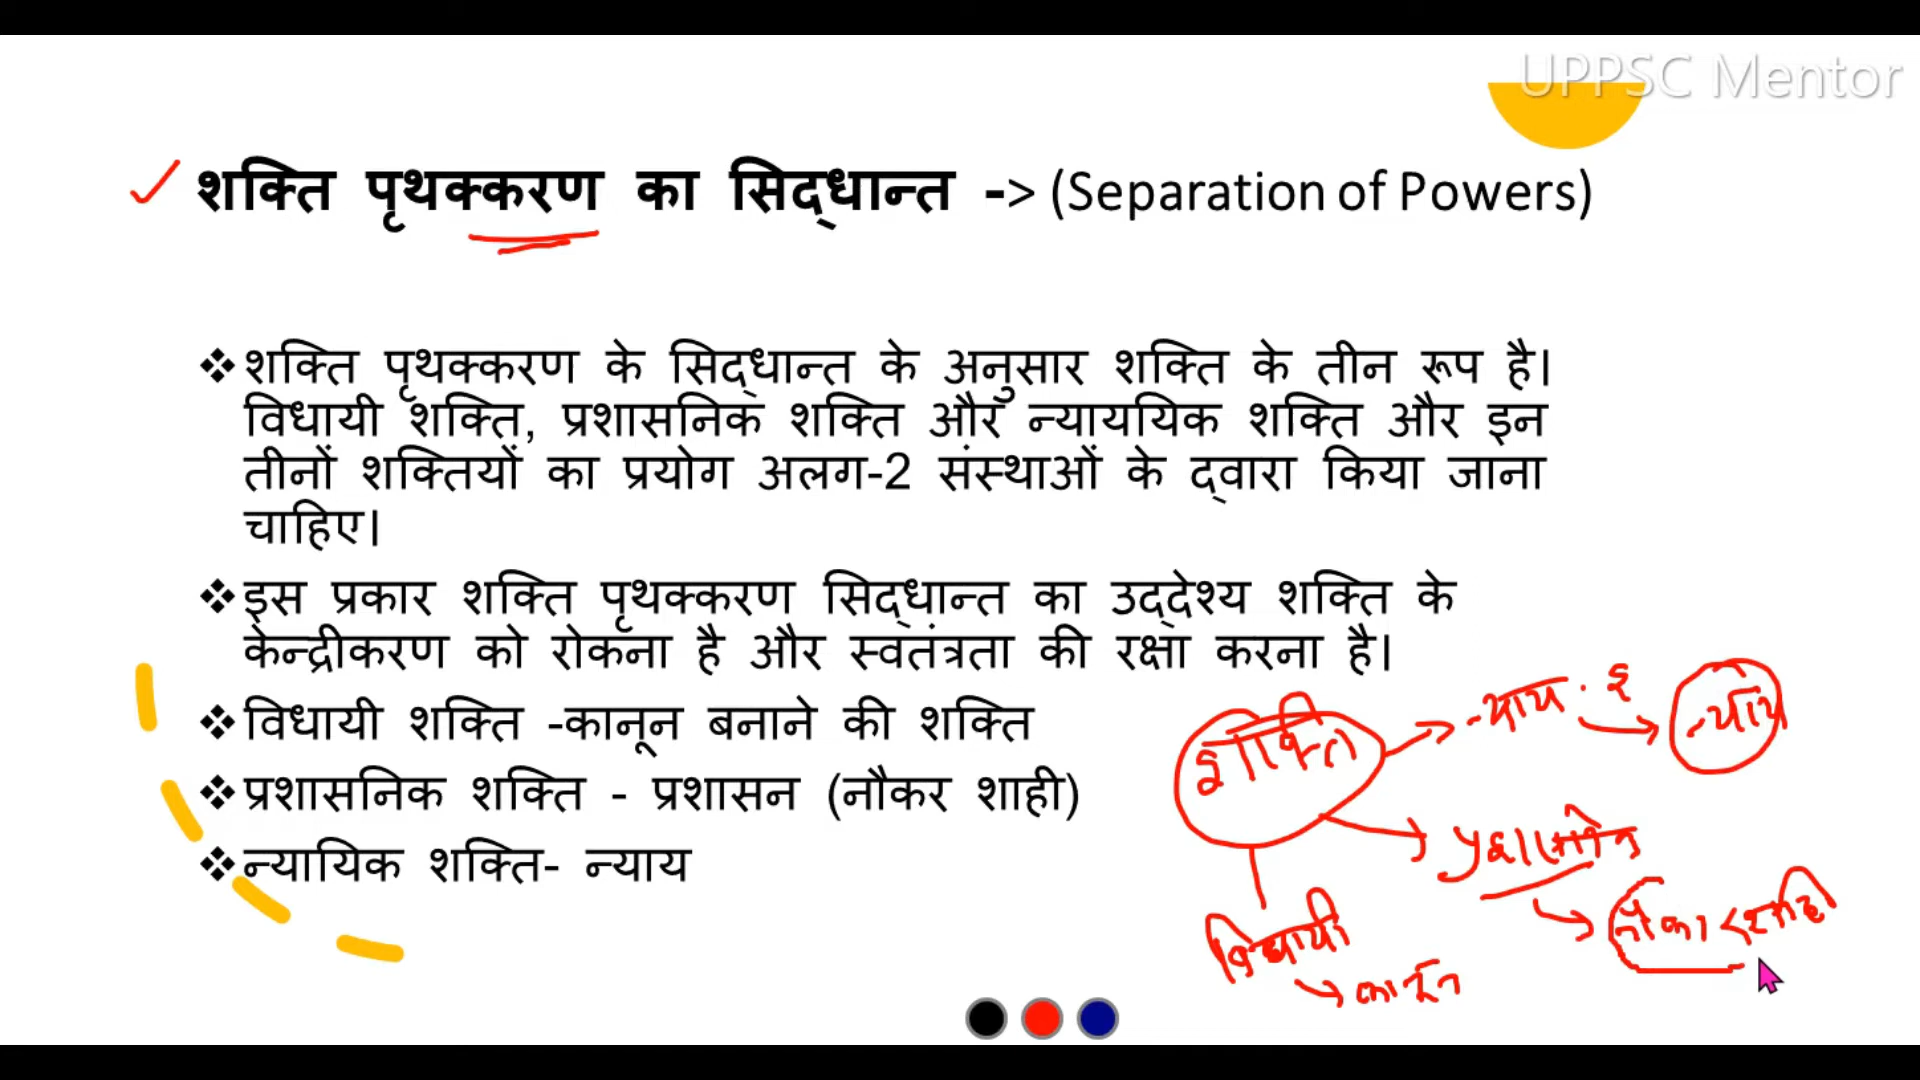 UPPSC Mentor
शक्ति पृथक्करण का सिद्धान्त -> (Separation of Powers)
❖शक्ति पृथक्करण के सिद्धान्त के अनुसार शक्ति के तीन रूप है।
विधायी शक्ति, प्रशासनिक शक्ति और न्याययिक शक्ति और इन
तीनों शक्तियों का प्रयोग अलग-2 संस्थाओं के द्वारा किया जाना
चाहिए।
❖इस प्रकार शक्ति पृथक्करण सिद्धान्त का उद्देश्य शक्ति के
केन्द्रीकरण को रोकना है और स्वतंत्रता की रक्षा करना है।
❖विधायी शक्ति -कानून बनाने की शक्ति
❖प्रशासनिक शक्ति - प्रशासन (नौकर शाही)
❖न्यायिक शक्ति- न्याय
शक्ति
न्याय
विधायी